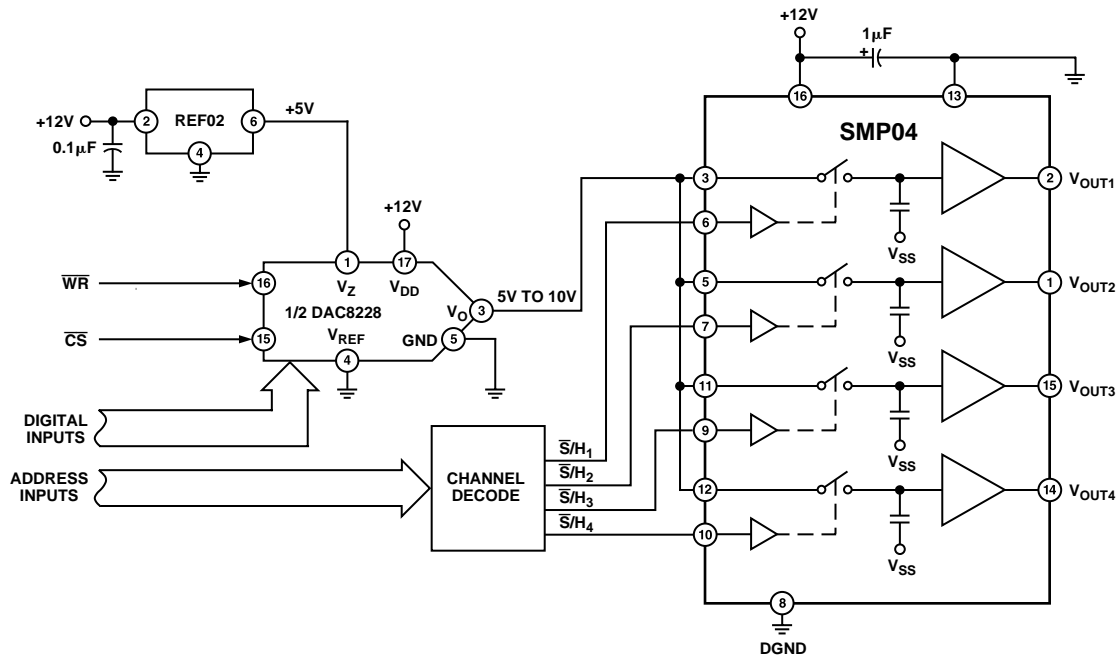 +12V
1μF
+
16
13
SMP04
+12V
2
REF02
6
+5V
0.1μF
4
3
2
VOUT1
6
VSS
+12V
1
17
VZ
VDD
WR
16
5V TO 10V
1/2 DAC8228
VO
3
CS
15
VREF
GND
5
4
5
1
VOUT2
7
VSS
11
15
VOUT3
9
VSS
DIGITAL
INPUTS
ADDRESS
INPUTS
CHANNEL
DECODE
S̅/H1
S̅/H2
S̅/H3
S̅/H4
12
14
VOUT4
10
VSS
8
DGND